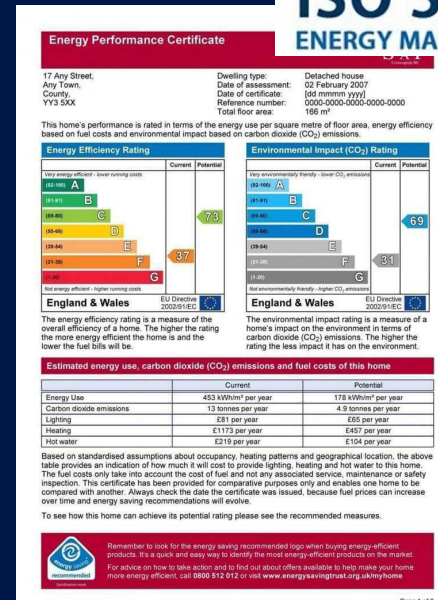 ISO 5
ENERGY MA
Energy Performance Certificate
17 Any Street,
Any Town,
County,
YY3 5XX
Dwelling type: Detached house
Date of assessment: 02 February 2007
Date of certificate: [dd mmmm yyyy]
Reference number: 0000-0000-0000-0000-0000
Total floor area: 166 m²
This home's performance is rated in terms of the energy use per square metre of floor area, energy efficiency
based on fuel costs and environmental impact based on carbon dioxide (CO₂) emissions.
Energy Efficiency Rating
Current Potential
Very energy efficient - lower running costs
(92-100) A
(81-91) B
(69-80) C
(55-68) D
(39-54) E
(21-38) F
(1-20) G
73
37
Not energy efficient - higher running costs
England & Wales
EU Directive
2002/91/EC
The energy efficiency rating is a measure of the
overall efficiency of a home. The higher the rating
the more energy efficient the home is and the
lower the fuel bills will be.
Environmental Impact (CO₂) Rating
Current Potential
Very environmentally friendly - lower CO₂ emissions
(92-100) A
(81-91) B
(69-80) C
(55-68) D
(39-54) E
(21-38) F
(1-20) G
69
31
Not environmentally friendly - higher CO₂ emissions
England & Wales
EU Directive
2002/91/EC
The environmental impact rating is a measure of a
home's impact on the environment in terms of
carbon dioxide (CO₂) emissions. The higher the
rating the less impact it has on the environment.
Estimated energy use, carbon dioxide (CO₂) emissions and fuel costs of this home
Current Potential
Energy Use 453 kWh/m² per year 178 kWh/m² per year
Carbon dioxide emissions 13 tonnes per year 4.9 tonnes per year
Lighting £81 per year £65 per year
Heating £1173 per year £457 per year
Hot water £219 per year £104 per year
Based on standardised assumptions about occupancy, heating patterns and geographical location, the above
table provides an indication of how much it will cost to provide lighting, heating and hot water to this home.
The fuel costs only take into account the cost of fuel and not any associated service, maintenance or safety
inspection. This certificate has been provided for comparative purposes only and enables one home to be
compared with another. Always check the date the certificate was issued, because fuel prices can increase
over time and energy saving recommendations will evolve.
To see how this home can achieve its potential rating please see the recommended measures.
energy saving
recommended
Certification mark
Remember to look for the energy saving recommended logo when buying energy-efficient
products. It's a quick and easy way to identify the most energy-efficient products on the market.
For advice on how to take action and to find out about offers available to help make your home
more energy efficient, call 0800 512 012 or visit www.energysavingtrust.org.uk/myhome